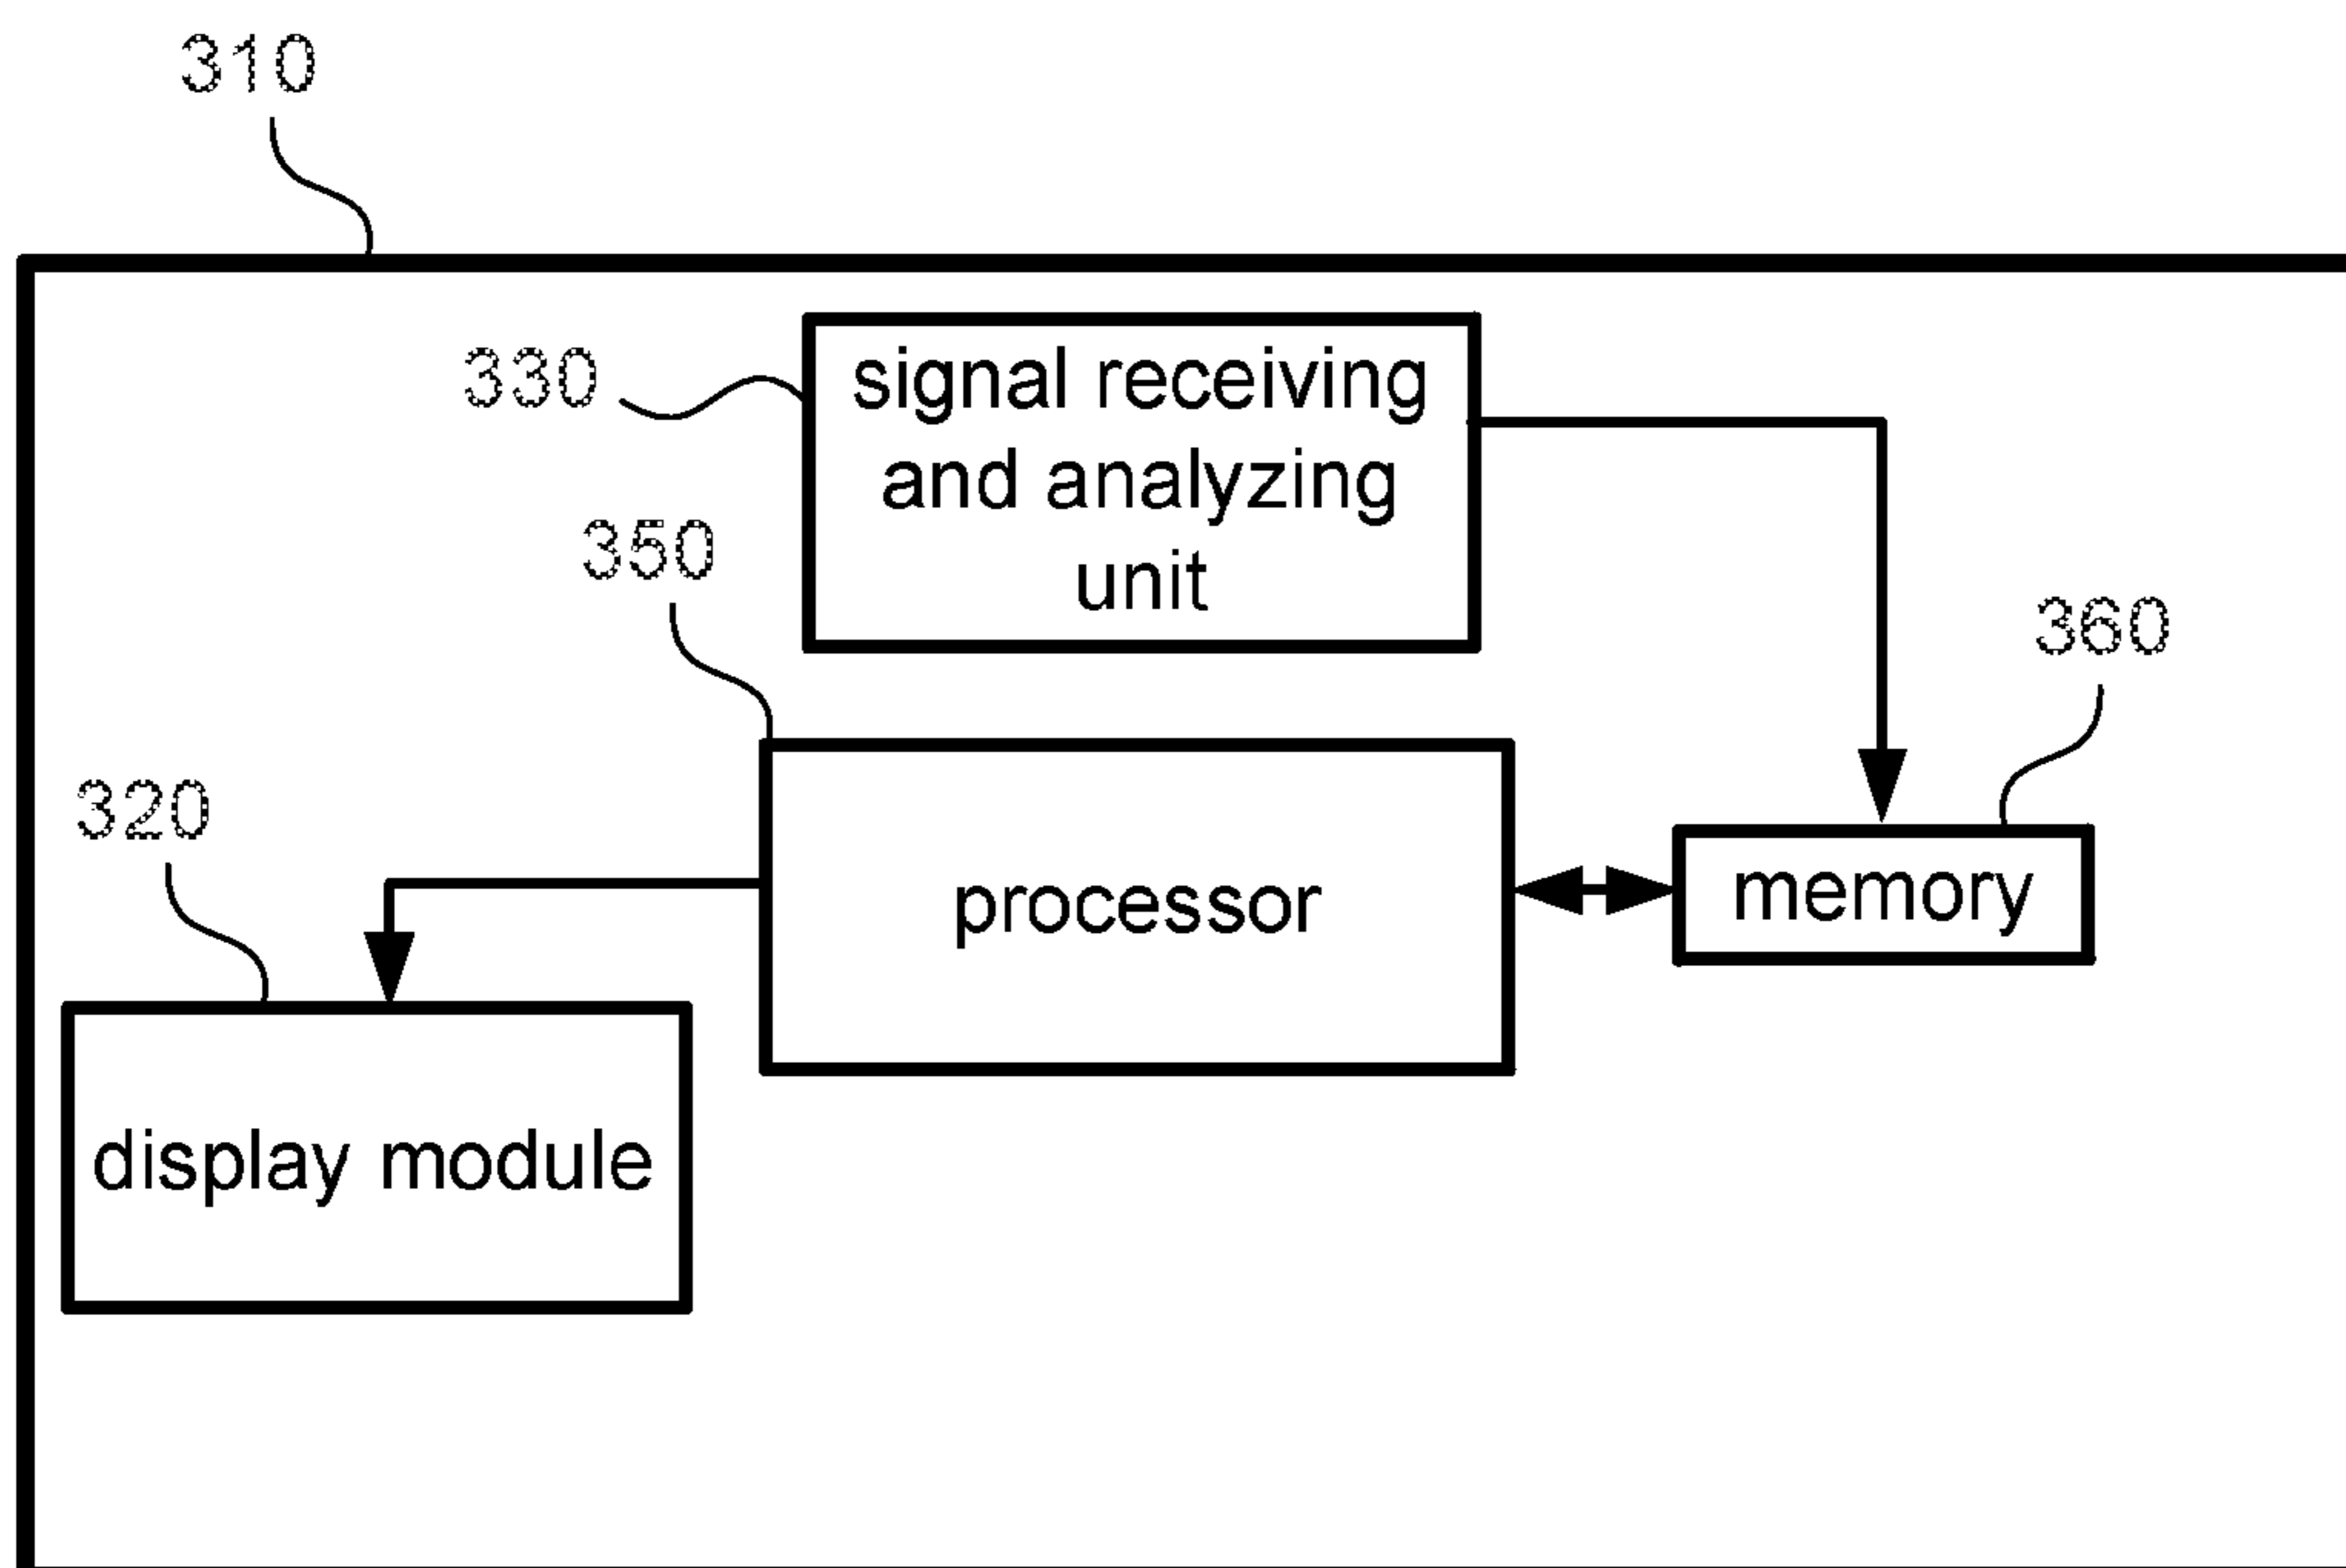 310
330
signal receiving
and analyzing
unit
350
360
320
processor
memory
display module